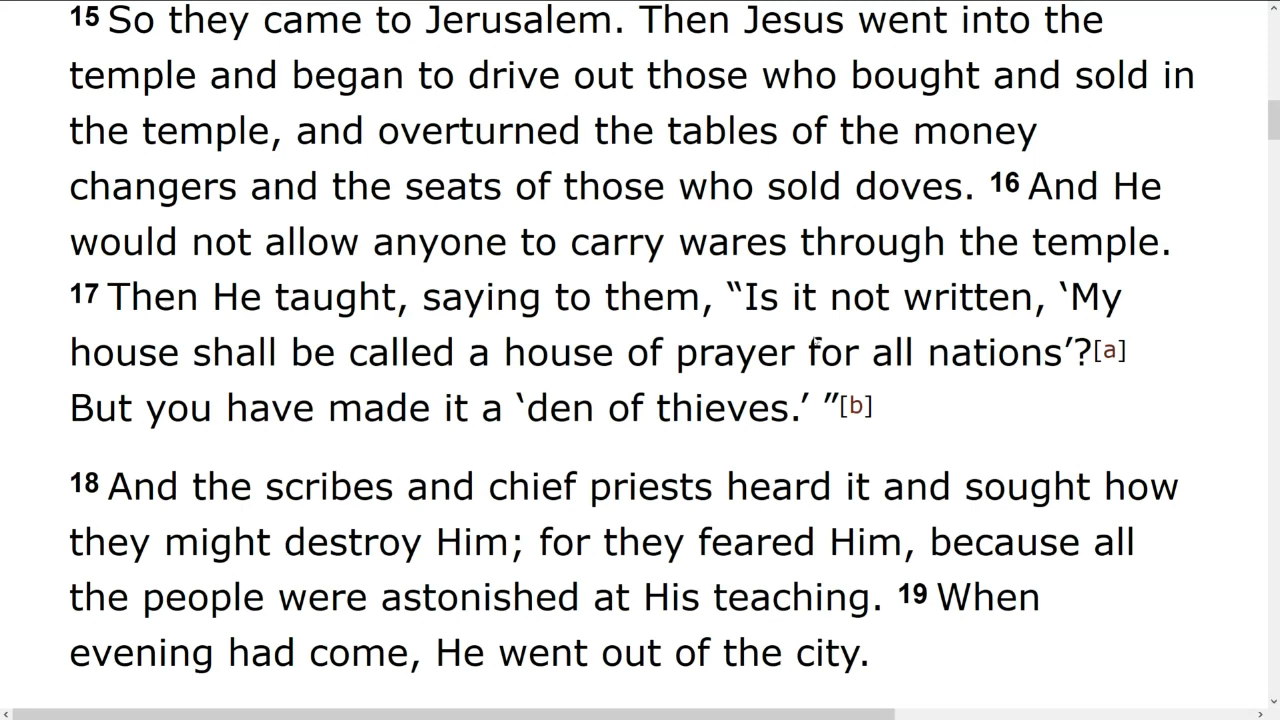 15 So they came to Jerusalem. Then Jesus went into the
temple and began to drive out those who bought and sold in
the temple, and overturned the tables of the money
changers and the seats of those who sold doves. 16 And He
would not allow anyone to carry wares through the temple.
17 Then He taught, saying to them, “Is it not written, ‘My
house shall be called a house of prayer for all nations’?[a]
But you have made it a ‘den of thieves.’ ”[b]
18 And the scribes and chief priests heard it and sought how
they might destroy Him; for they feared Him, because all
the people were astonished at His teaching. 19 When
evening had come, He went out of the city.